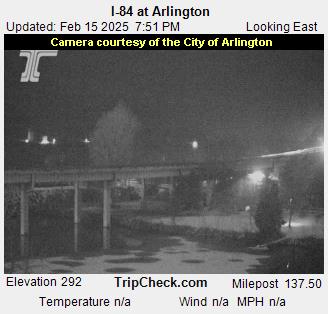 I-84 at Arlington
Updated: Feb 15 2025 7:51 PM Looking East
Camera courtesy of the City of Arlington
Elevation 292 TripCheck.com Milepost 137.50
Temperature n/a Wind n/a MPH n/a